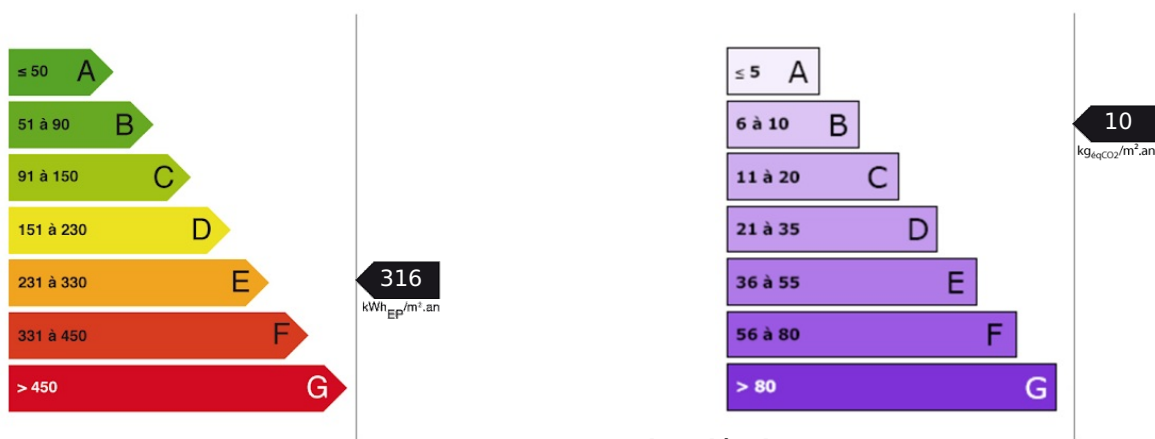 ≤ 50 A
51 à 90 B
91 à 150 C
151 à 230 D
231 à 330 E
331 à 450 F
> 450 G
316
kWhEP/m².an
≤ 5 A
6 à 10 B
11 à 20 C
21 à 35 D
36 à 55 E
56 à 80 F
> 80 G
10
kgéqCO2/m².an